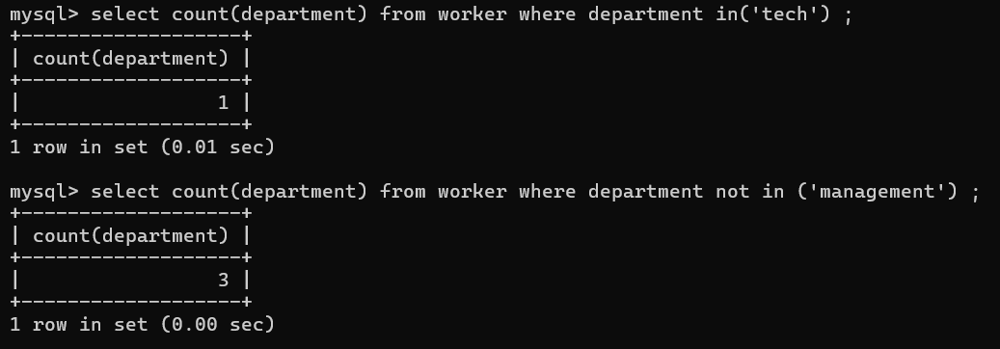 mysql> select count(department) from worker where department in('tech') ;
+-------------------+
| count(department) |
+-------------------+
|                 1 |
+-------------------+
1 row in set (0.01 sec)

mysql> select count(department) from worker where department not in ('management') ;
+-------------------+
| count(department) |
+-------------------+
|                 3 |
+-------------------+
1 row in set (0.00 sec)